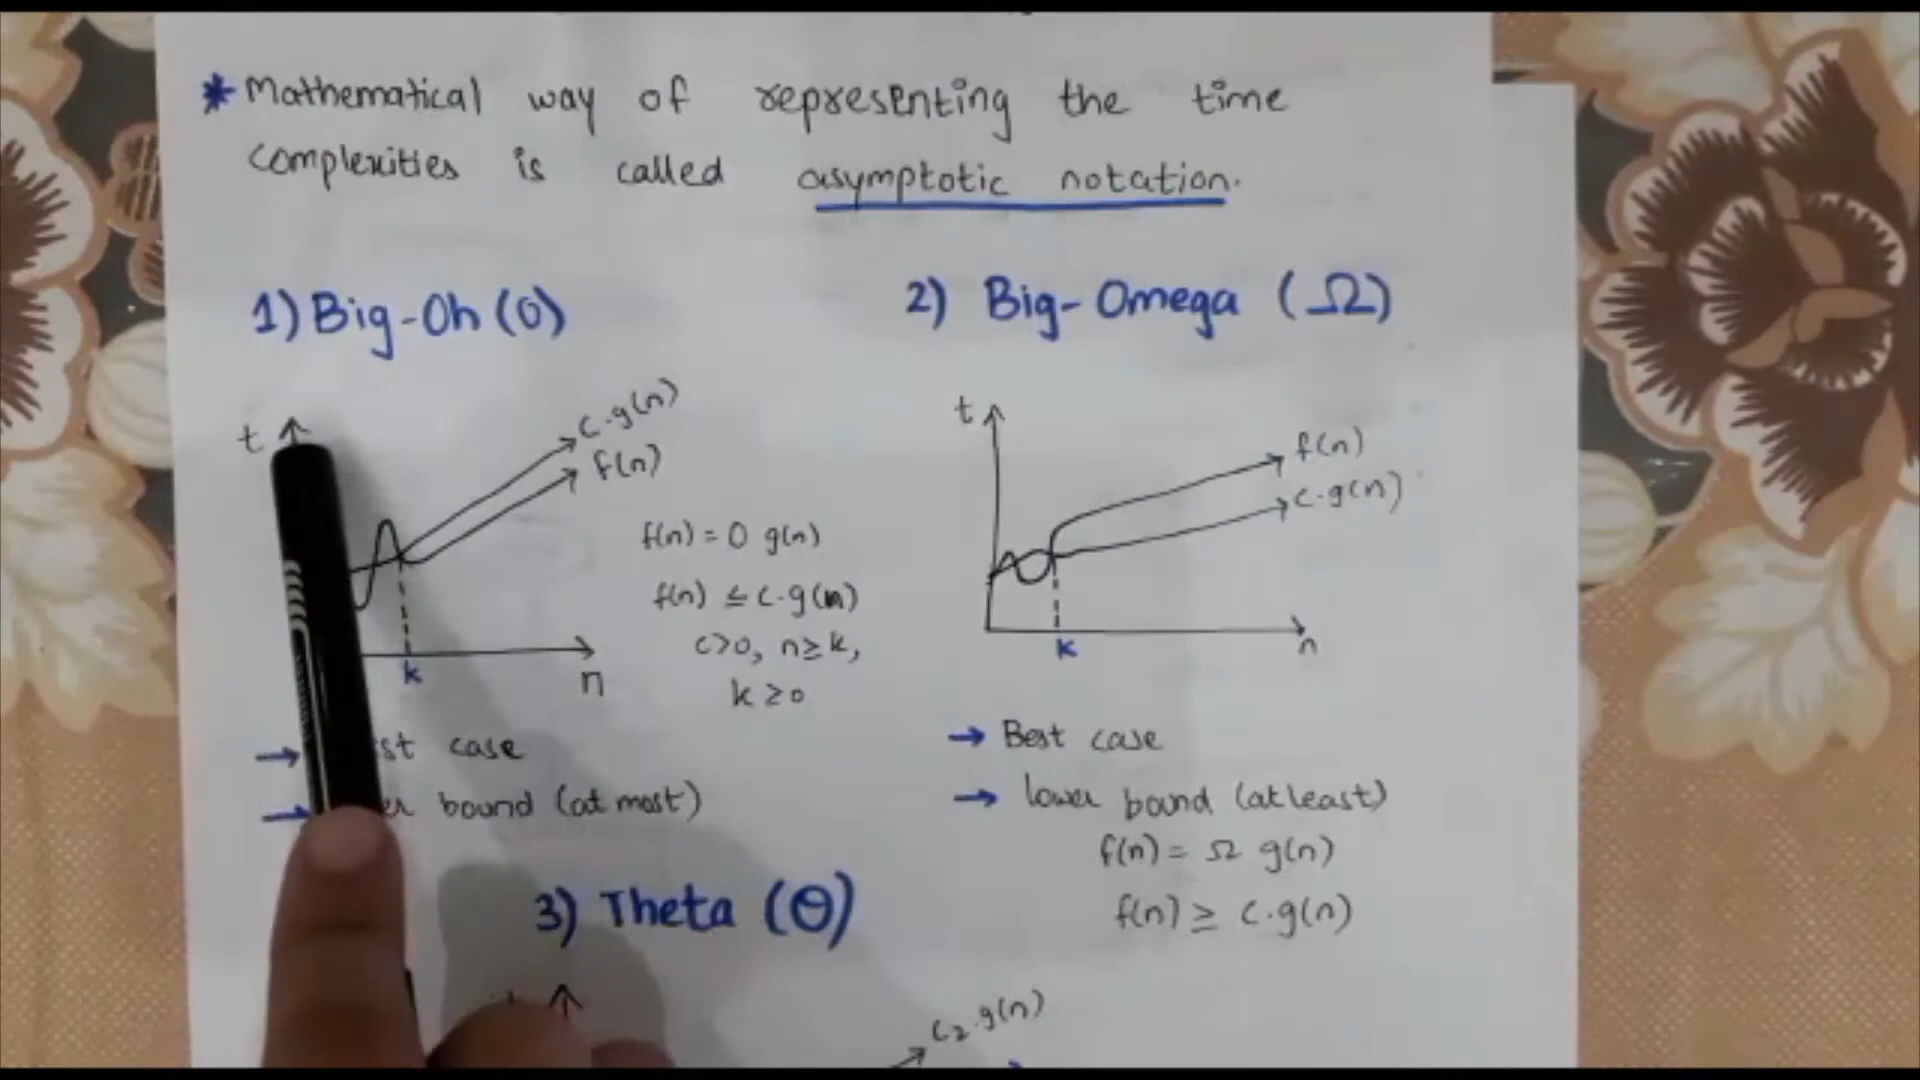 * Mathematical way of representing the time
complexities is called asymptotic notation.
1) Big-Oh (O)
t
c.g(n)
f(n)
f(n) = O g(n)
f(n) ≤ c.g(n)
c>0, n≥k,
k ≥ 0
k
n
→ case
→ bound (at most)
2) Big-Omega (Ω)
t
f(n)
c.g(n)
k
n
→ Best case
→ lower bound (atleast)
f(n) = Ω g(n)
f(n) ≥ c.g(n)
3) Theta (Θ)
c₂.g(n)